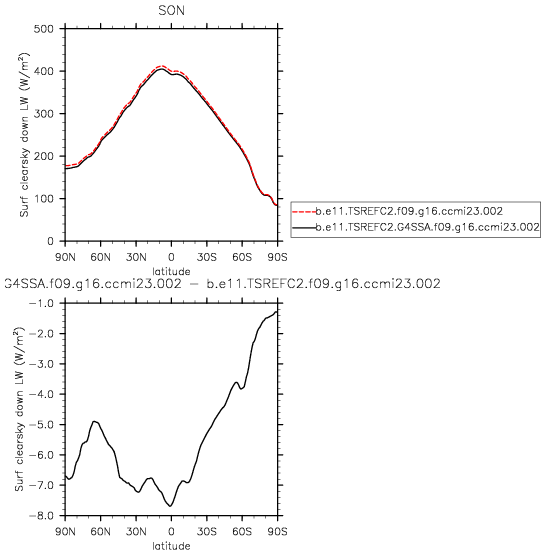 SON
Surf clearsky down LW (W/m²)
500
400
300
200
100
0
90N 60N 30N 0 30S 60S 90S
latitude
b.e11.TSREFC2.f09.g16.ccmi23.002
b.e11.TSREFC2.G4SSA.f09.g16.ccmi23.002
G4SSA.f09.g16.ccmi23.002 − b.e11.TSREFC2.f09.g16.ccmi23.002
Surf clearsky down LW (W/m²)
−1.0
−2.0
−3.0
−4.0
−5.0
−6.0
−7.0
−8.0
90N 60N 30N 0 30S 60S 90S
latitude